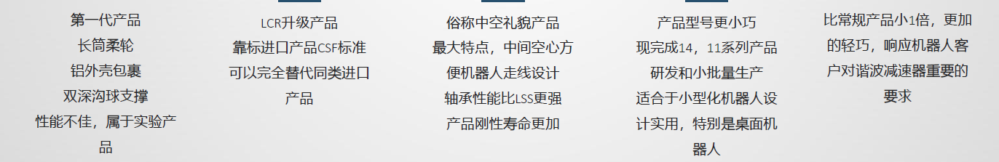 第一代产品
长筒柔轮
铝外壳包裹
双深沟球支撑
性能不佳，属于实验产
品
LCR升级产品
靠标进口产品CSF标准
可以完全替代同类进口
产品
俗称中空礼貌产品
最大特点，中间空心方
便机器人走线设计
轴承性能比LSS更强
产品刚性寿命更加
产品型号更小巧
现完成14，11系列产品
研发和小批量生产
适合于小型化机器人设
计实用，特别是桌面机
器人
比常规产品小1倍，更加
的轻巧，响应机器人客
户对谐波减速器重要的
要求